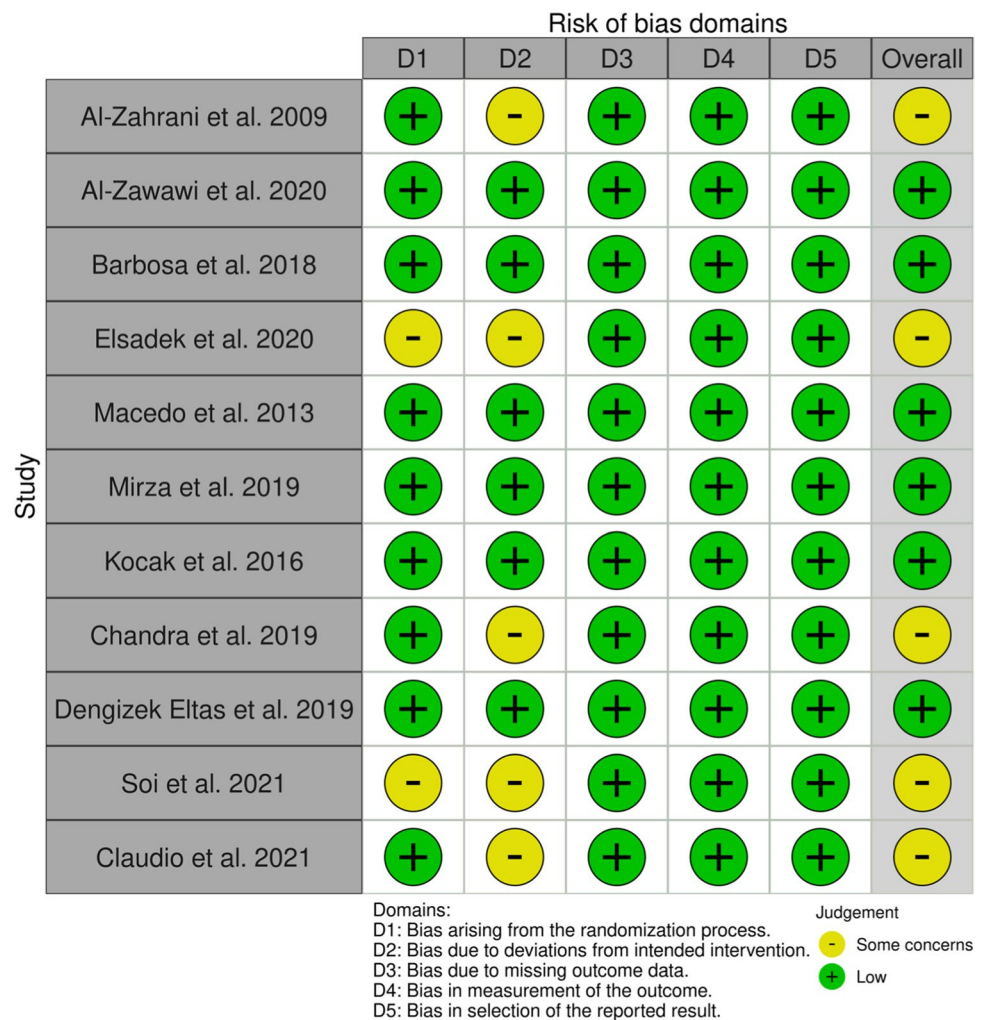 Risk of bias domains
D1 D2 D3 D4 D5 Overall
Study
Al-Zahrani et al. 2009 + - + + + -
Al-Zawawi et al. 2020 + + + + + +
Barbosa et al. 2018 + + + + + +
Elsadek et al. 2020 - - + + + -
Macedo et al. 2013 + + + + + +
Mirza et al. 2019 + + + + + +
Kocak et al. 2016 + + + + + +
Chandra et al. 2019 + - + + + -
Dengizek Eltas et al. 2019 + + + + + +
Soi et al. 2021 - - + + + -
Claudio et al. 2021 + - + + + -
Domains:
D1: Bias arising from the randomization process.
D2: Bias due to deviations from intended intervention.
D3: Bias due to missing outcome data.
D4: Bias in measurement of the outcome.
D5: Bias in selection of the reported result.
Judgement
- Some concerns
+ Low